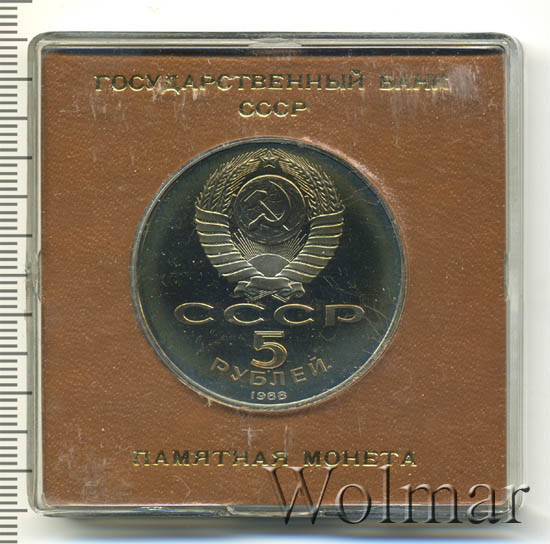 ГОСУДАРСТВЕННЫЙ БАНК
СССР
СССР
5
РУБЛЕЙ
1988
ПАМЯТНАЯ МОНЕТА
Wolmar